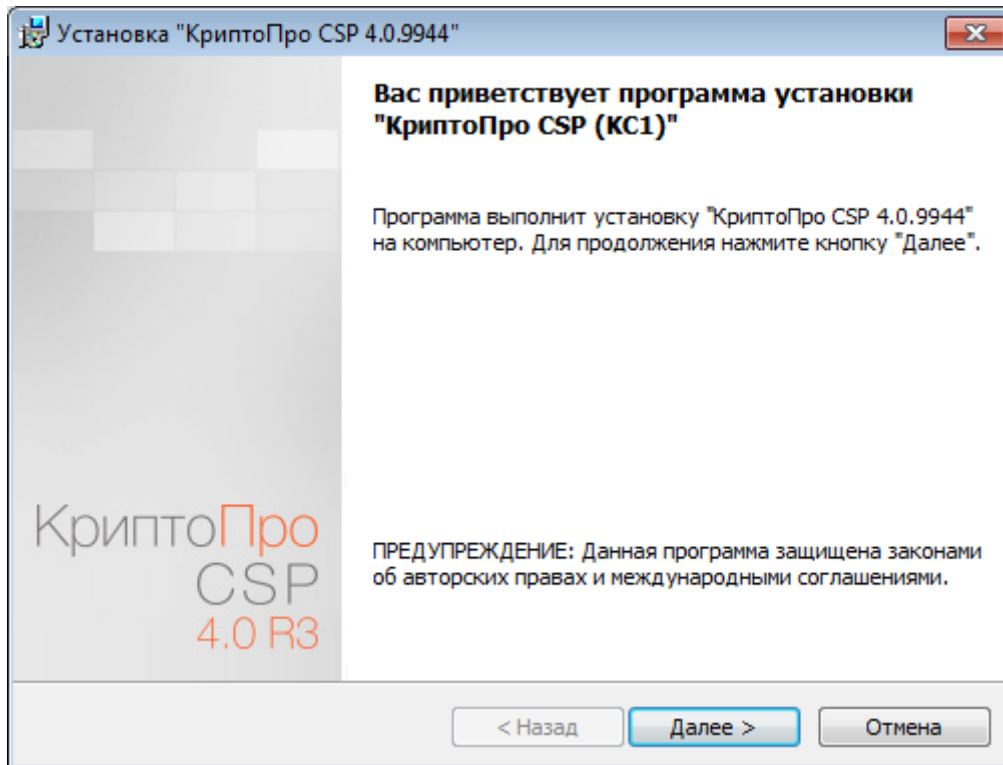 Установка "КриптоПро CSP 4.0.9944"
Вас приветствует программа установки
"КриптоПро CSP (КС1)"
Программа выполнит установку "КриптоПро CSP 4.0.9944"
на компьютер. Для продолжения нажмите кнопку "Далее".
КриптоПро
CSP
4.0 R3
ПРЕДУПРЕЖДЕНИЕ: Данная программа защищена законами
об авторских правах и международными соглашениями.
< Назад
Далее >
Отмена